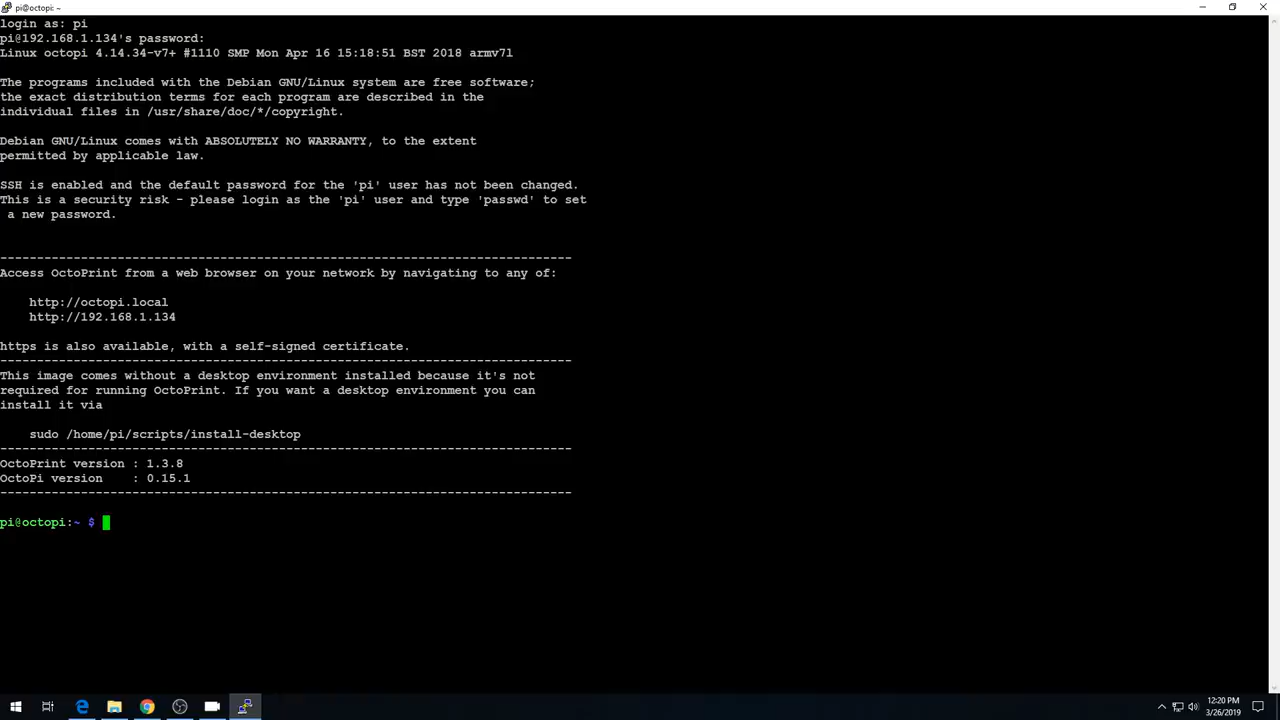 pi@octopi: ~
login as: pi
pi@192.168.1.134's password:
Linux octopi 4.14.34-v7+ #1110 SMP Mon Apr 16 15:18:51 BST 2018 armv7l
The programs included with the Debian GNU/Linux system are free software;
the exact distribution terms for each program are described in the
individual files in /usr/share/doc/*/copyright.
Debian GNU/Linux comes with ABSOLUTELY NO WARRANTY, to the extent
permitted by applicable law.
SSH is enabled and the default password for the 'pi' user has not been changed.
This is a security risk - please login as the 'pi' user and type 'passwd' to set
 a new password.
------------------------------------------------------------------------------
Access OctoPrint from a web browser on your network by navigating to any of:
    http://octopi.local
    http://192.168.1.134
https is also available, with a self-signed certificate.
------------------------------------------------------------------------------
This image comes without a desktop environment installed because it's not
required for running OctoPrint. If you want a desktop environment you can
install it via
    sudo /home/pi/scripts/install-desktop
------------------------------------------------------------------------------
OctoPrint version : 1.3.8
OctoPi version    : 0.15.1
------------------------------------------------------------------------------
pi@octopi:~ $
12:20 PM
3/26/2019